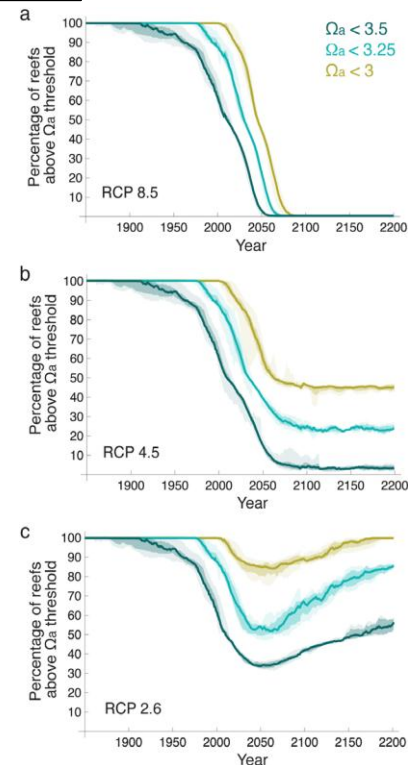 a
Ωa < 3.5
Ωa < 3.25
Ωa < 3
Percentage of reefs
above Ωa threshold
100
90
80
70
60
50
40
30
20
10
RCP 8.5
1900 1950 2000 2050 2100 2150 2200
Year
b
Percentage of reefs
above Ωa threshold
100
90
80
70
60
50
40
30
20
10
RCP 4.5
1900 1950 2000 2050 2100 2150 2200
Year
c
Percentage of reefs
above Ωa threshold
100
90
80
70
60
50
40
30
20
10
RCP 2.6
1900 1950 2000 2050 2100 2150 2200
Year